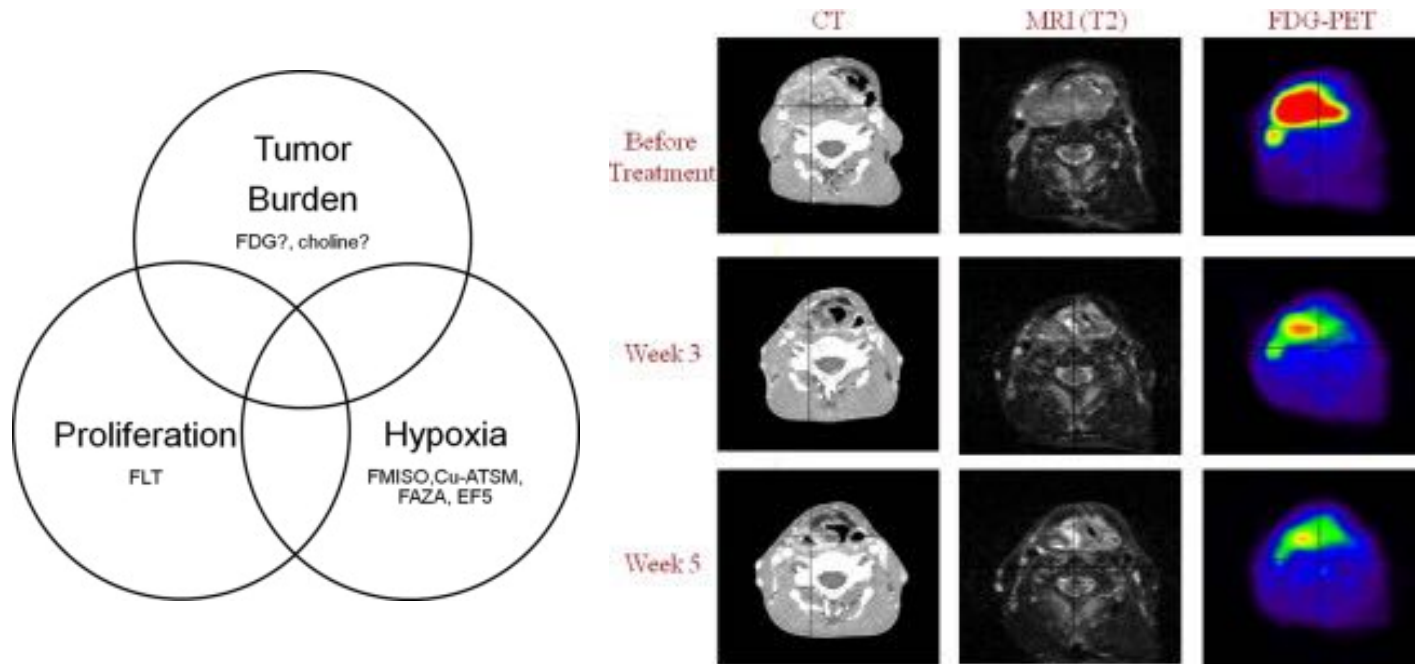 Tumor
Burden
FDG?, choline?
Proliferation
FLT
Hypoxia
FMISO,Cu-ATSM,
FAZA, EF5
CT
MRI (T2)
FDG-PET
Before
Treatment
Week 3
Week 5